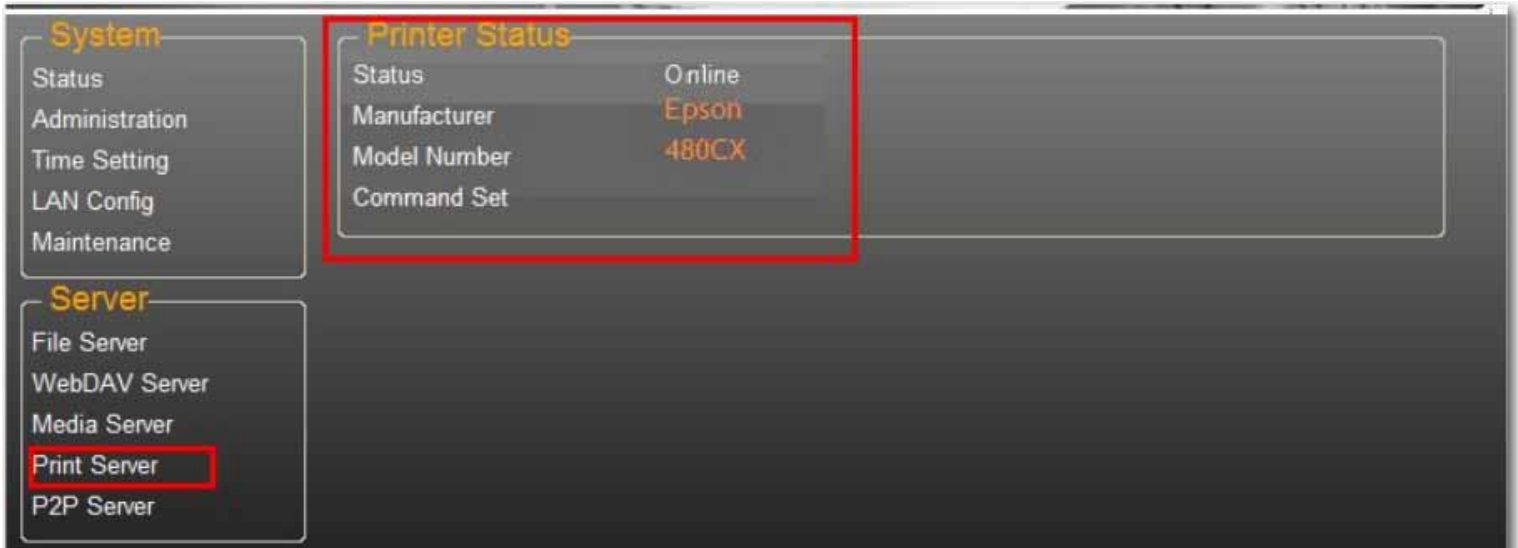 System
Status
Administration
Time Setting
LAN Config
Maintenance
Server
File Server
WebDAV Server
Media Server
Print Server
P2P Server
Printer Status
Status Online
Manufacturer Epson
Model Number 480CX
Command Set